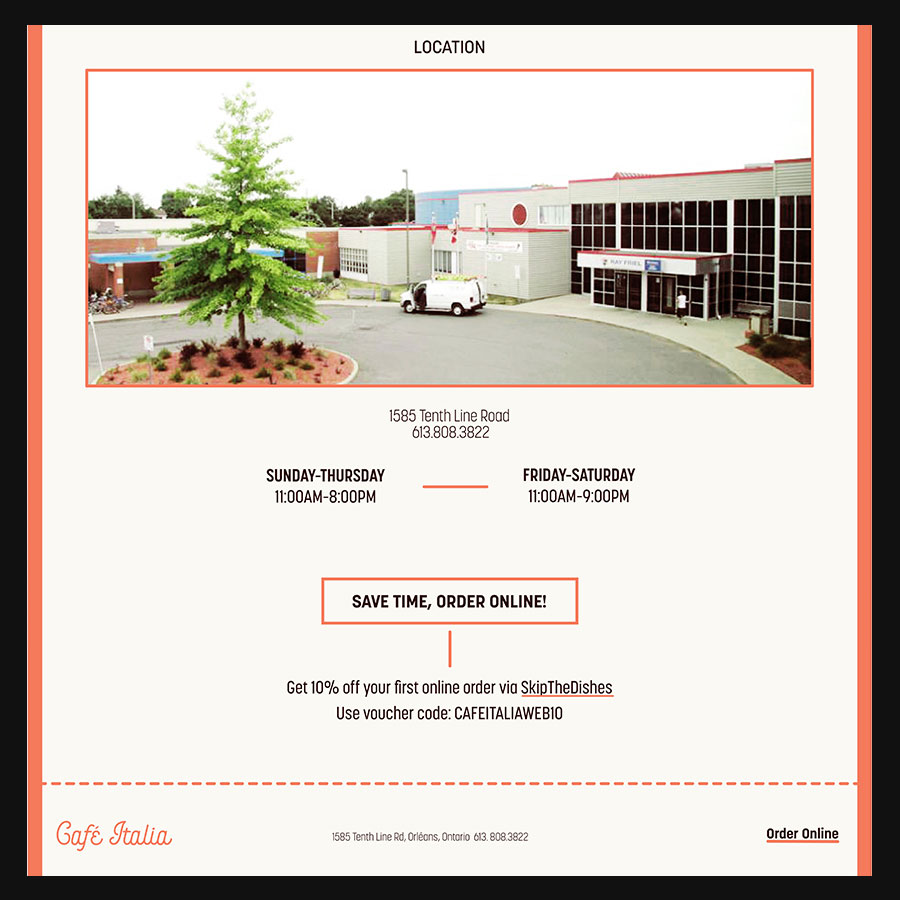 LOCATION
RAY FRIEL
1585 Tenth Line Road
613.808.3822
SUNDAY-THURSDAY
11:00AM-8:00PM
FRIDAY-SATURDAY
11:00AM-9:00PM
SAVE TIME, ORDER ONLINE!
Get 10% off your first online order via SkipTheDishes
Use voucher code: CAFEITALIAWEB10
Café Italia
1585 Tenth Line Rd, Orléans, Ontario 613. 808.3822
Order Online